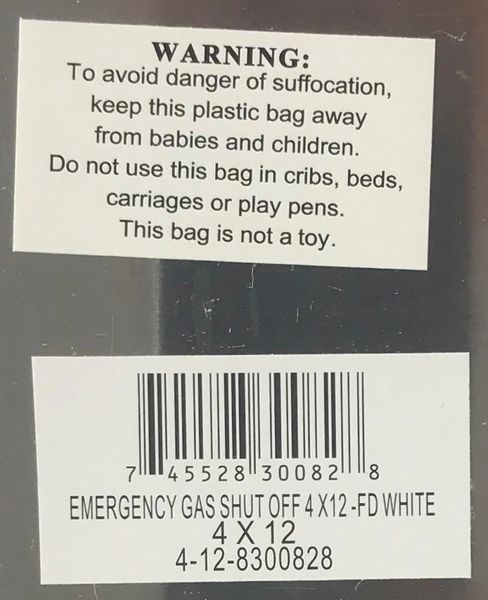 WARNING:
To avoid danger of suffocation,
keep this plastic bag away
from babies and children.
Do not use this bag in cribs, beds,
carriages or play pens.
This bag is not a toy.
7 45528 30082 8
EMERGENCY GAS SHUT OFF 4 X12 -FD WHITE
4 X 12
4-12-8300828